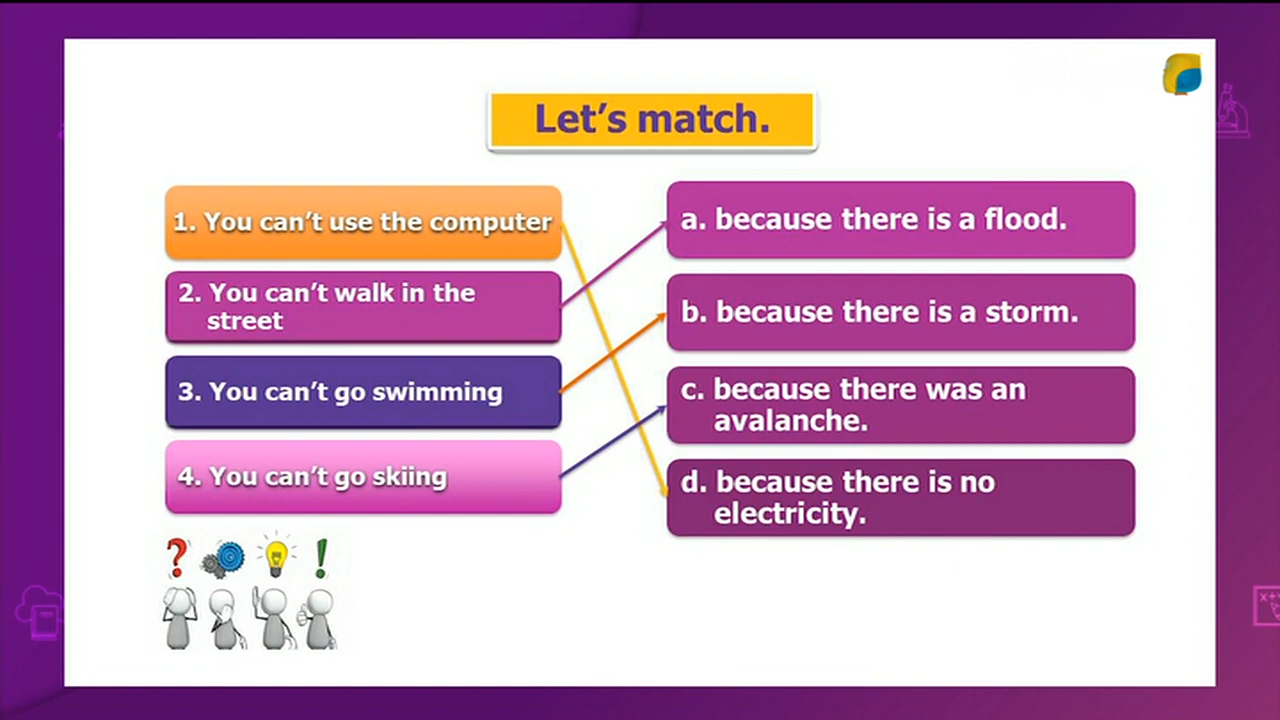 Let's match.
1. You can't use the computer
2. You can't walk in the
street
3. You can't go swimming
4. You can't go skiing
a. because there is a flood.
b. because there is a storm.
c. because there was an
avalanche.
d. because there is no
electricity.